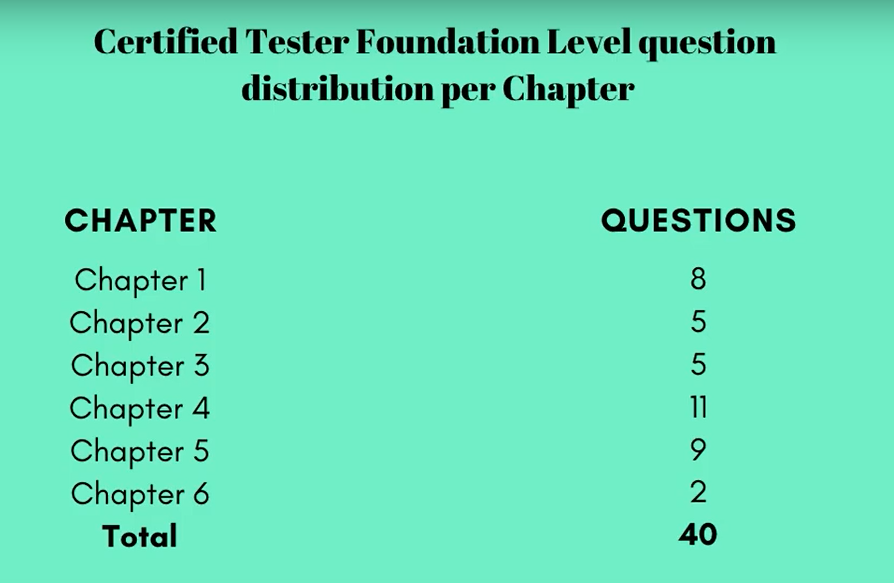 Certified Tester Foundation Level question
distribution per Chapter
CHAPTER QUESTIONS
Chapter 1 8
Chapter 2 5
Chapter 3 5
Chapter 4 11
Chapter 5 9
Chapter 6 2
Total 40